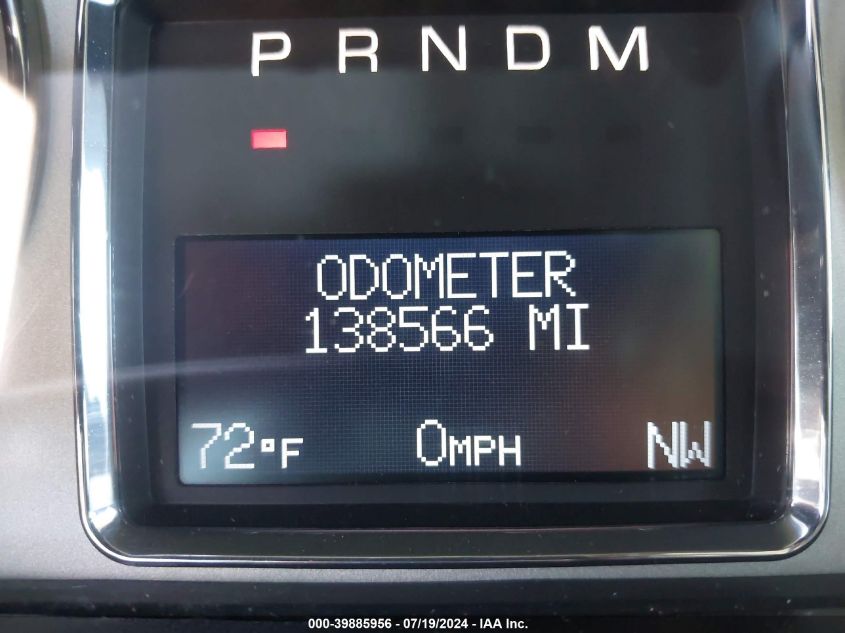 P R N D M
ODOMETER
138566 MI
72°F 0MPH NW
000-39885956 - 07/19/2024 - IAA Inc.